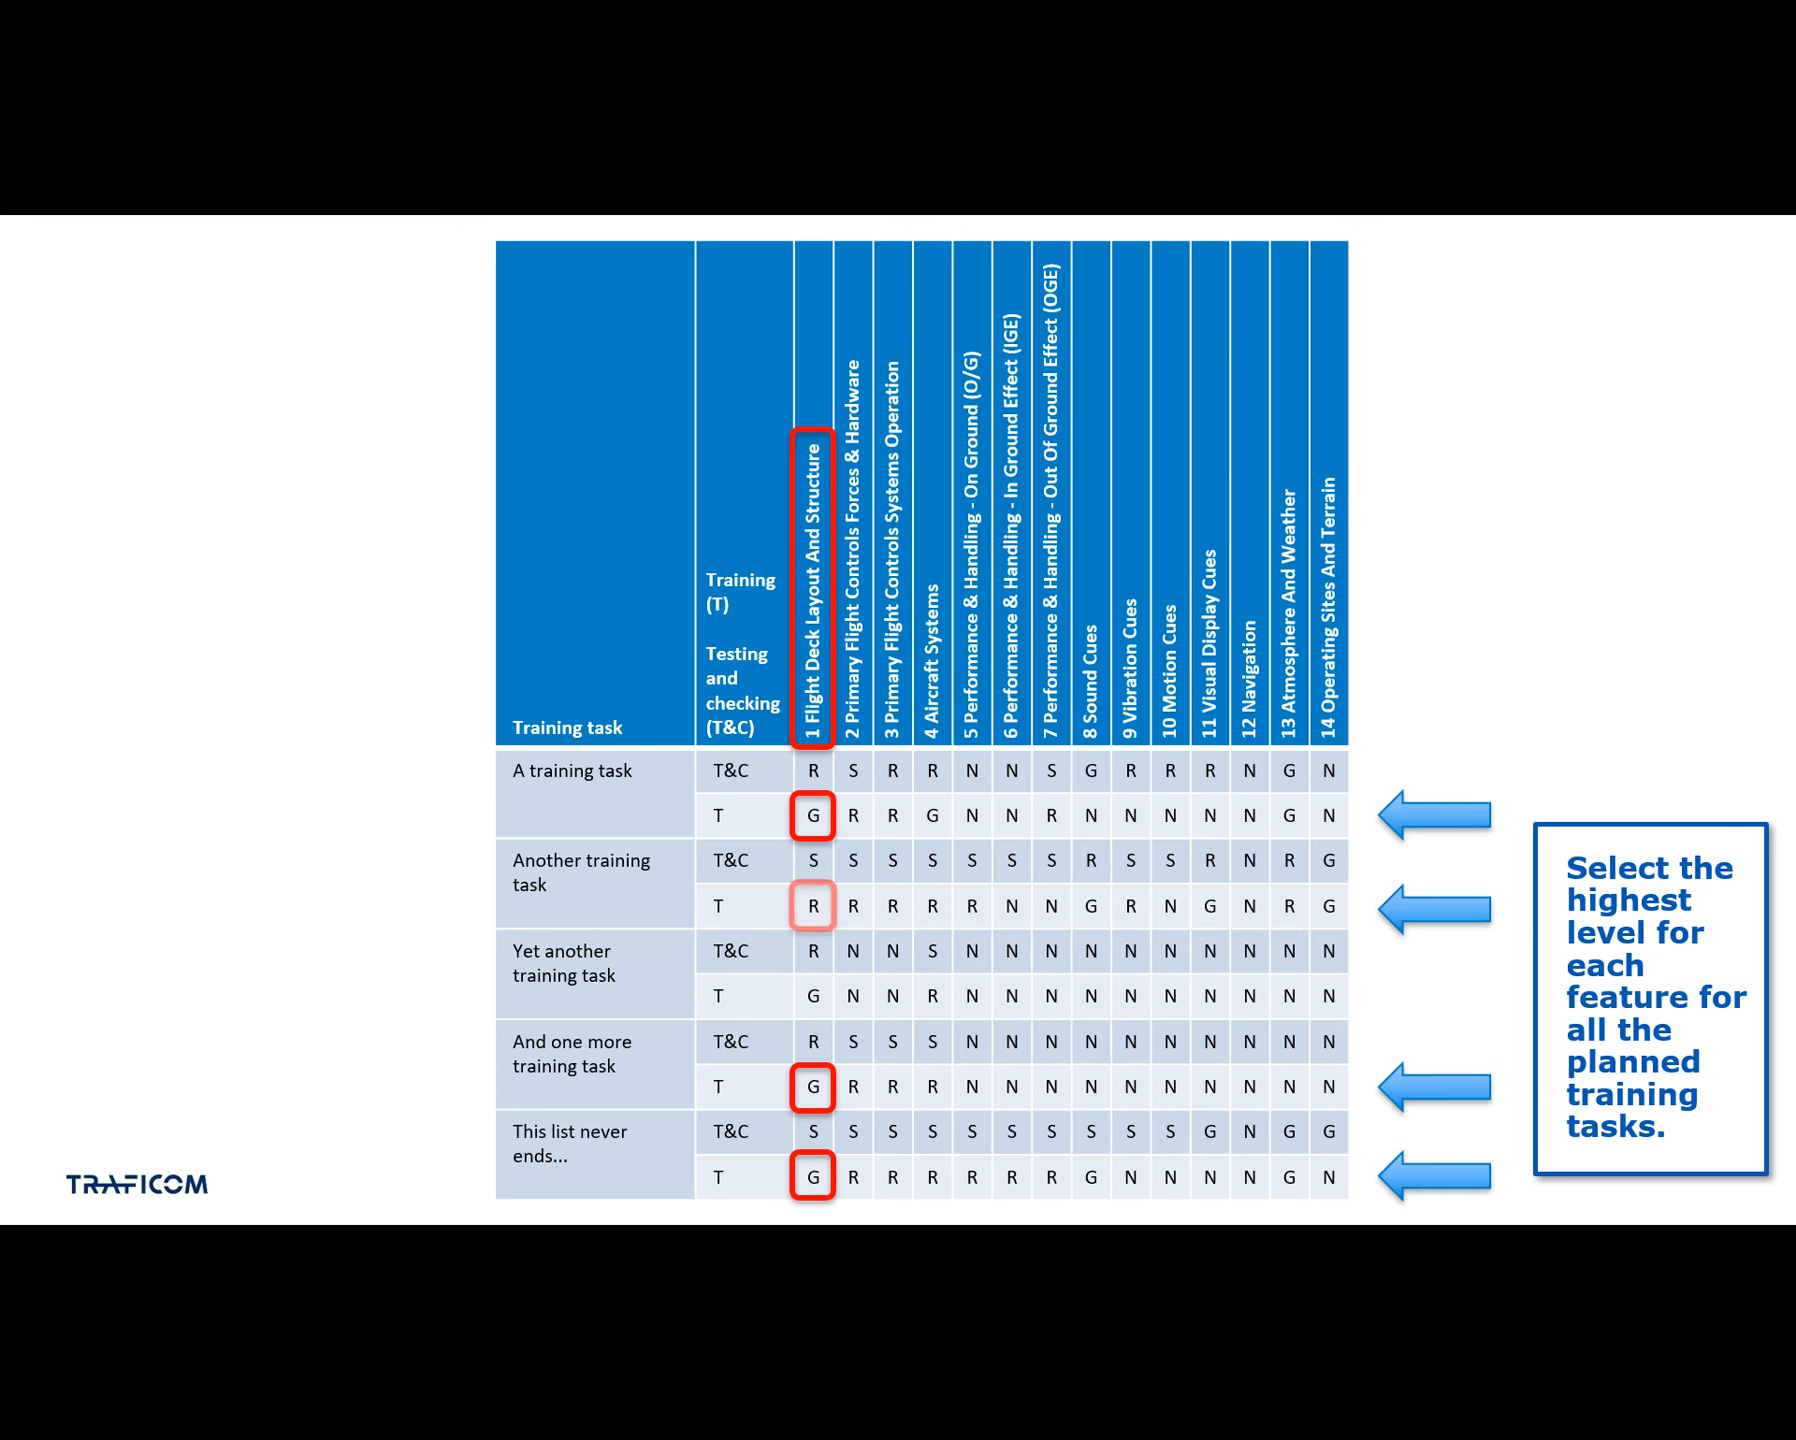 Training task
Training
(T)
Testing
and
checking
(T&C)
1 Flight Deck Layout And Structure
2 Primary Flight Controls Forces & Hardware
3 Primary Flight Controls Systems Operation
4 Aircraft Systems
5 Performance & Handling - On Ground (O/G)
6 Performance & Handling - In Ground Effect (IGE)
7 Performance & Handling - Out Of Ground Effect (OGE)
8 Sound Cues
9 Vibration Cues
10 Motion Cues
11 Visual Display Cues
12 Navigation
13 Atmosphere And Weather
14 Operating Sites And Terrain
A training task
T&C R S R R N N S G R R R N G N
T G R R G N N R N N N N N G N
Another training
task
T&C S S S S S S S R S S R N R G
T R R R R R N N G R N G N R G
Yet another
training task
T&C R N N S N N N N N N N N N N
T G N N R N N N N N N N N N N
And one more
training task
T&C R S S S N N N N N N N N N N
T G R R R N N N N N N N N N N
This list never
ends...
T&C S S S S S S S S S S G N G G
T G R R R R R R G N N N N G N
Select the
highest
level for
each
feature for
all the
planned
training
tasks.
TRAFICOM